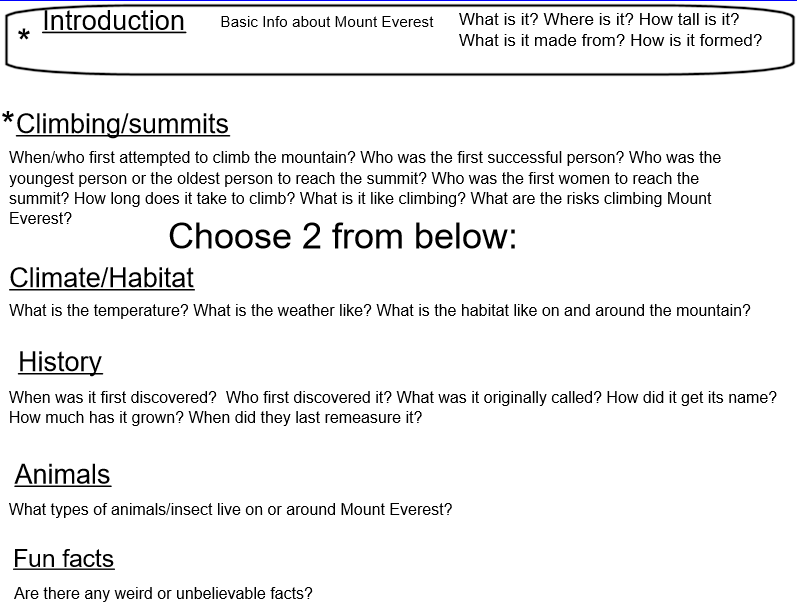 * Introduction Basic Info about Mount Everest What is it? Where is it? How tall is it?
What is it made from? How is it formed?
*Climbing/summits
When/who first attempted to climb the mountain? Who was the first successful person? Who was the
youngest person or the oldest person to reach the summit? Who was the first women to reach the
summit? How long does it take to climb? What is it like climbing? What are the risks climbing Mount
Everest?
Choose 2 from below:
Climate/Habitat
What is the temperature? What is the weather like? What is the habitat like on and around the mountain?
History
When was it first discovered?  Who first discovered it? What was it originally called? How did it get its name?
How much has it grown? When did they last remeasure it?
Animals
What types of animals/insect live on or around Mount Everest?
Fun facts
Are there any weird or unbelievable facts?